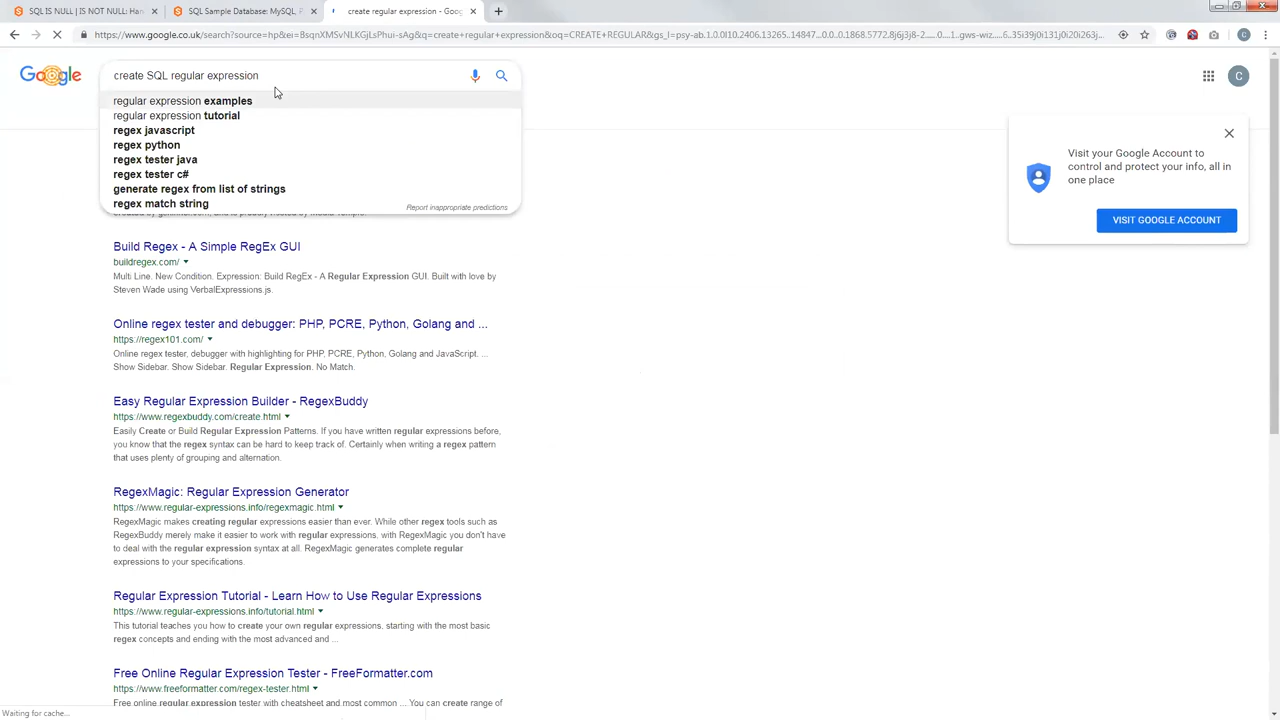 SQL IS NULL | IS NOT NULL: Han
SQL Sample Database: MySQL, P
create regular expression - Goo
https://www.google.co.uk/search?source=hp&ei=BsqnXMSvNLKGjLsPhuI-sAg&q=create+regular+expression&oq=CREATE+REGULAR&gs_l=psy-ab.1.0.0l10.2406.13265..14847...0.0..0.1868.5772.8j6j3j8-2......0....1..gws-wiz.....6..35i39j0i131j0i20i263j...
C
Google
create SQL regular expression
C
regular expression examples
regular expression tutorial
regex javascript
regex python
regex tester java
regex tester c#
generate regex from list of strings
regex match string
Report inappropriate predictions
Visit your Google Account to
control and protect your info, all in
one place
VISIT GOOGLE ACCOUNT
Build Regex - A Simple RegEx GUI
buildregex.com/
Multi Line. New Condition. Expression: Build RegEx - A Regular Expression GUI. Built with love by
Steven Wade using VerbalExpressions.js.
Online regex tester and debugger: PHP, PCRE, Python, Golang and ...
https://regex101.com/
Online regex tester, debugger with highlighting for PHP, PCRE, Python, Golang and JavaScript. ...
Show Sidebar. Show Sidebar. Regular Expression. No Match.
Easy Regular Expression Builder - RegexBuddy
https://www.regexbuddy.com/create.html
Easily Create or Build Regular Expression Patterns. If you have written regular expressions before,
you know that the regex syntax can be hard to keep track of. Certainly when writing a regex pattern
that uses plenty of grouping and alternation.
RegexMagic: Regular Expression Generator
https://www.regular-expressions.info/regexmagic.html
RegexMagic makes creating regular expressions easier than ever. While other regex tools such as
RegexBuddy merely make it easier to work with regular expressions, with RegexMagic you don't have
to deal with the regular expression syntax at all. RegexMagic generates complete regular
expressions to your specifications.
Regular Expression Tutorial - Learn How to Use Regular Expressions
https://www.regular-expressions.info/tutorial.html
This tutorial teaches you how to create your own regular expressions, starting with the most basic
regex concepts and ending with the most advanced and ...
Free Online Regular Expression Tester - FreeFormatter.com
https://www.freeformatter.com/regex-tester.html
Free online regular expression tester with cheatsheet and most common ... You can create range of
Waiting for cache...